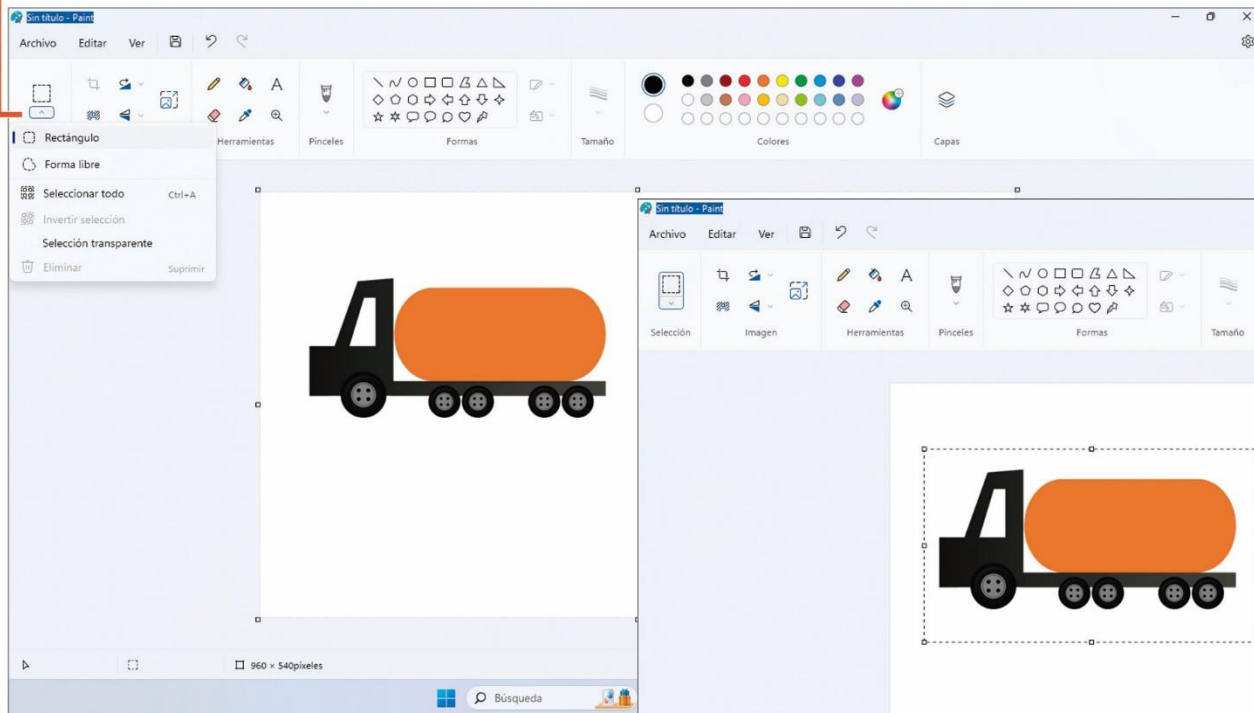 Sin título - Paint
Archivo Editar Ver
Herramientas Pinceles Formas Tamaño Colores Capas
Rectángulo
Forma libre
Seleccionar todo Ctrl+A
Invertir selección
Selección transparente
Eliminar Suprimir
960 × 540píxeles
Búsqueda
Sin título - Paint
Archivo Editar Ver
Selección Imagen Herramientas Pinceles Formas Tamaño